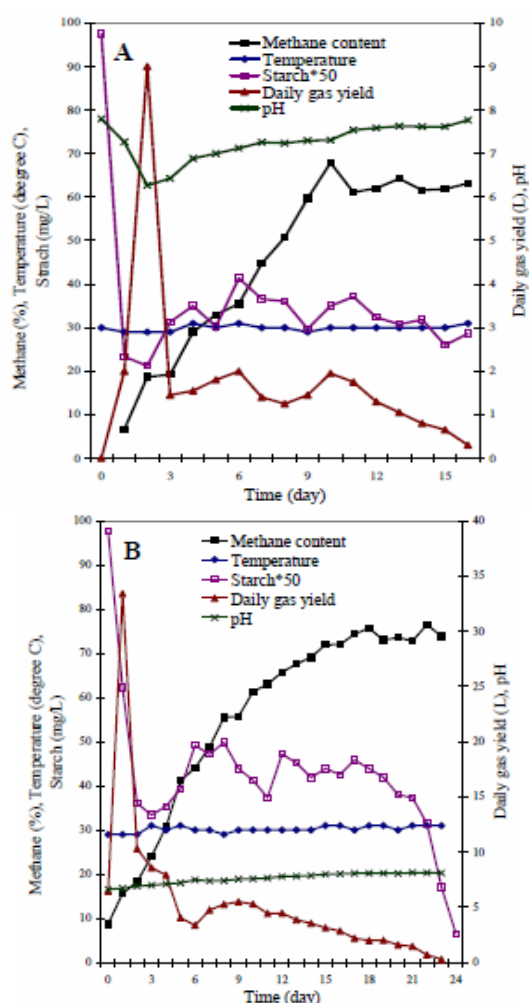 A
Methane content
Temperature
Starch*50
Daily gas yield
pH
100
90
80
70
60
50
40
30
20
10
0
Methane (%), Temperature (deegree C),
Strach (mg/L)
10
9
8
7
6
5
4
3
2
1
0
Daily gas yield (L), pH
0 3 6 9 12 15
Time (day)
B
Methane content
Temperature
Starch*50
Daily gas yield
pH
100
90
80
70
60
50
40
30
20
10
0
Methane (%), Temperature (degree C),
Starch (mg/L)
40
35
30
25
20
15
10
5
0
Daily gas yield (L), pH
0 3 6 9 12 15 18 21 24
Time (day)